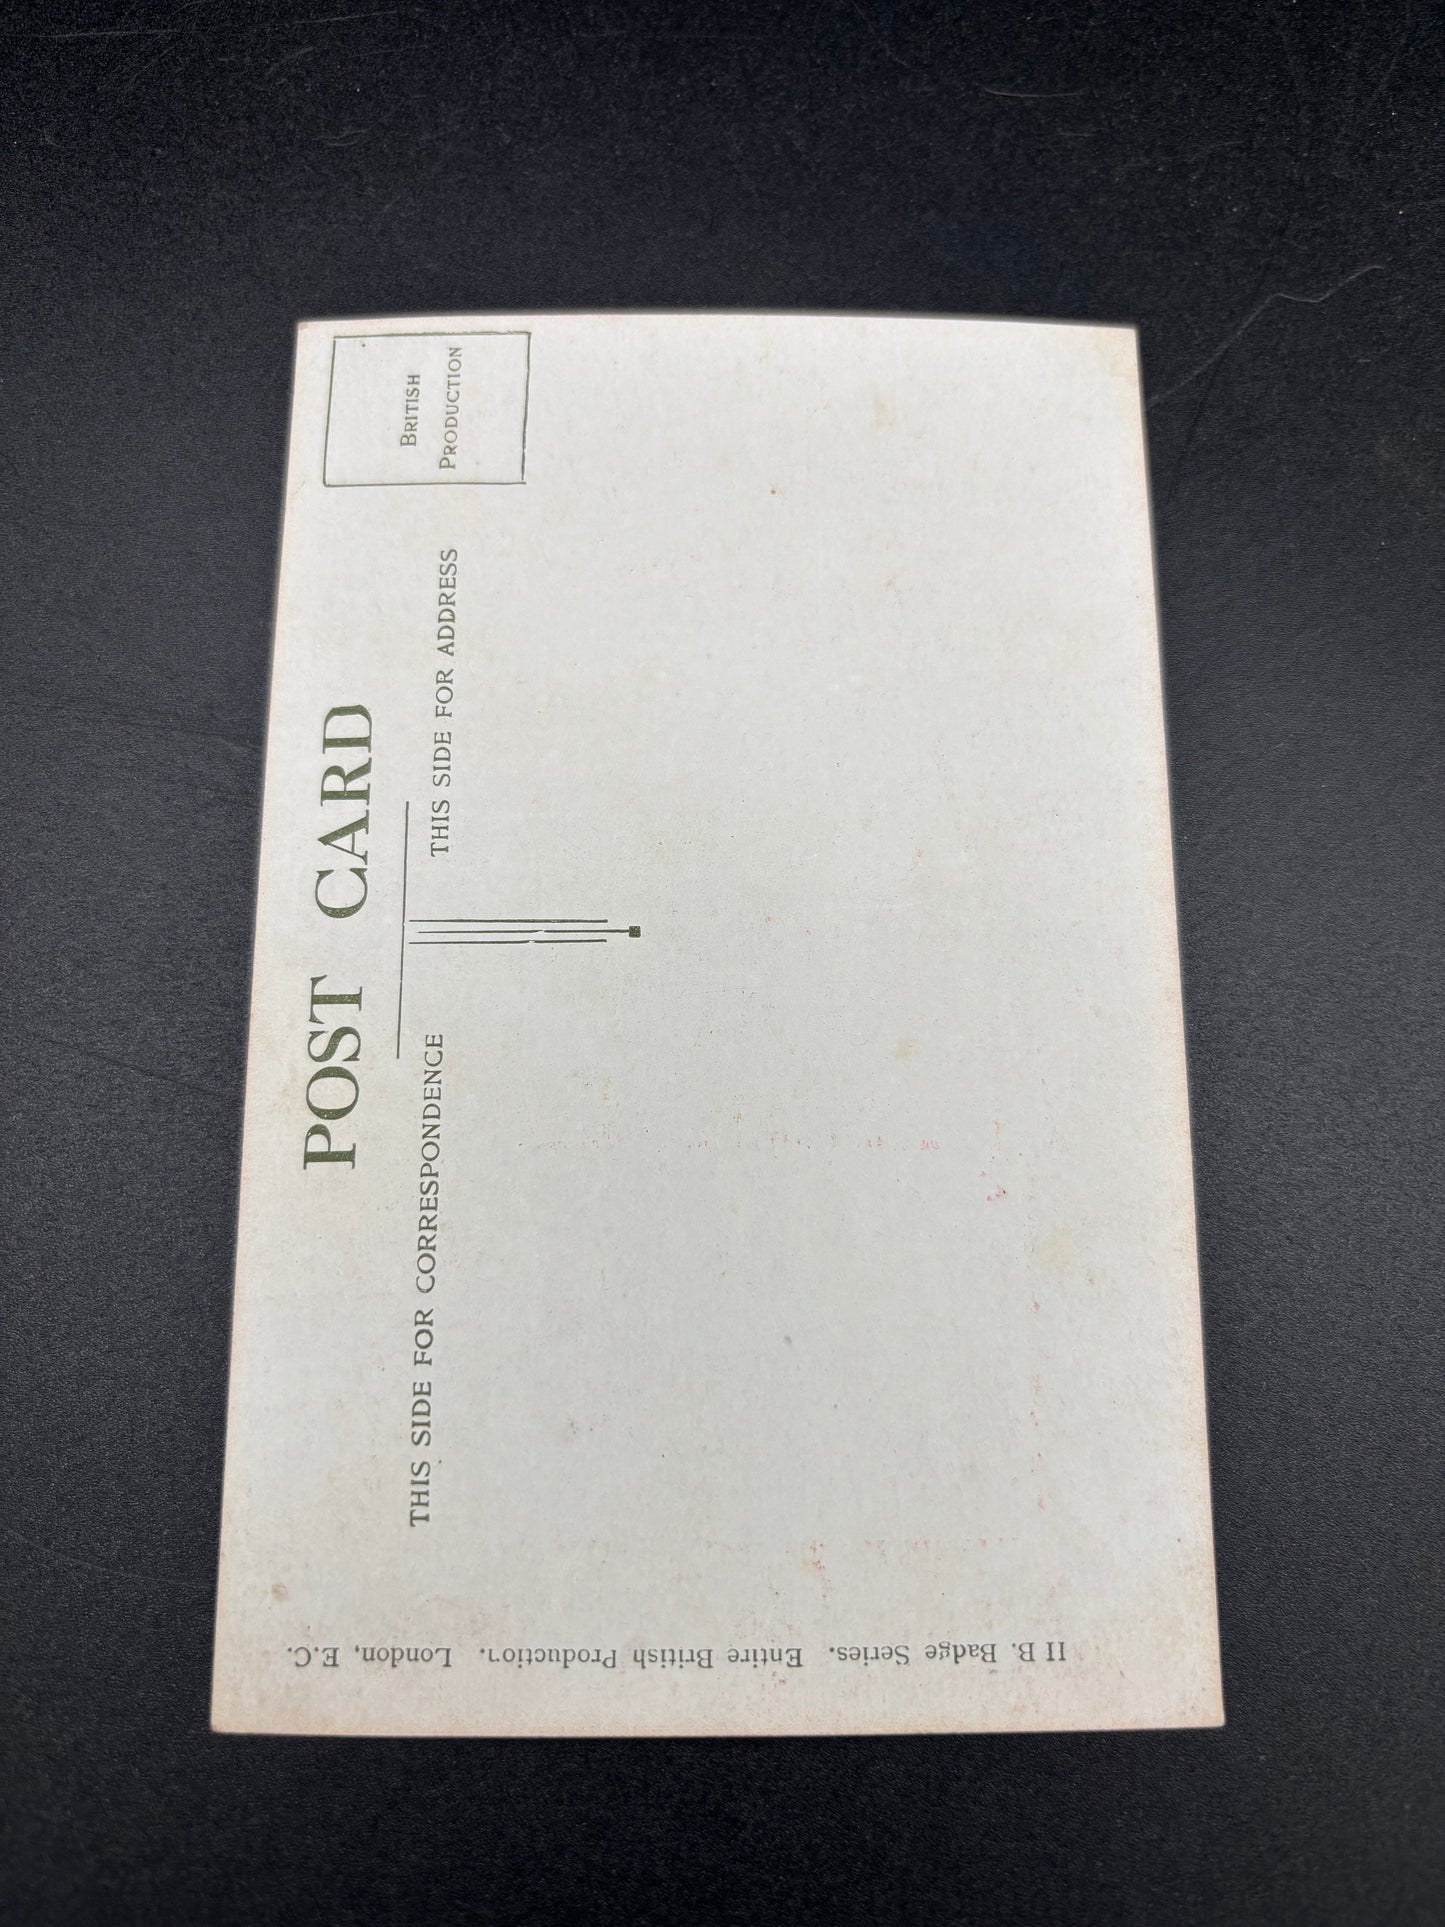 POST CARD
BRITISH
PRODUCTION
THIS SIDE FOR CORRESPONDENCE
THIS SIDE FOR ADDRESS
H B. Badge Series. Entire British Production. London, E.C.